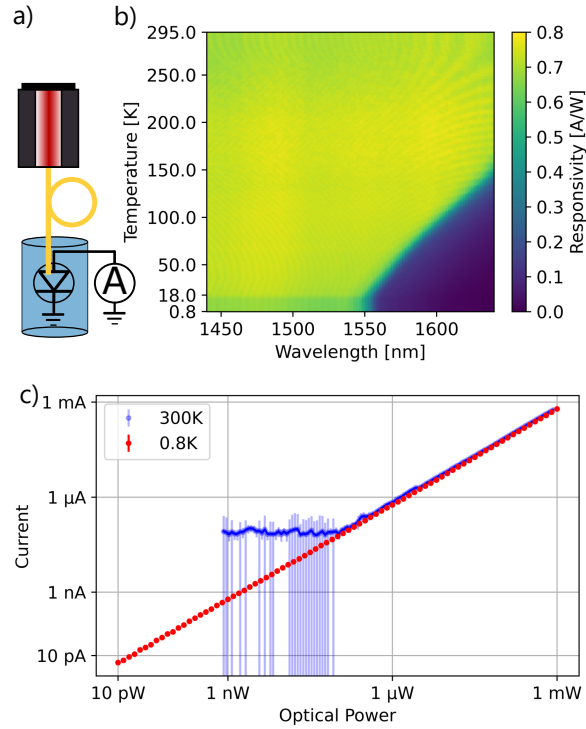 a)
A
b)
Temperature [K]
295.0
250.0
200.0
150.0
100.0
50.0
18.0
0.8
1450
1500
1550
1600
Wavelength [nm]
0.8
0.7
0.6
0.5
0.4
0.3
0.2
0.1
0.0
Responsivity [A/W]
c)
Current
1 mA
1 μA
1 nA
10 pA
300K
0.8K
10 pW
1 nW
1 μW
1 mW
Optical Power